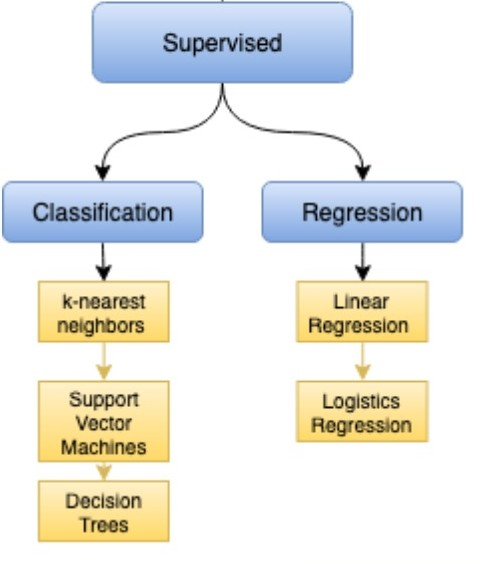 Supervised
Classification
Regression
k-nearest
neighbors
Linear
Regression
Support
Vector
Machines
Logistics
Regression
Decision
Trees